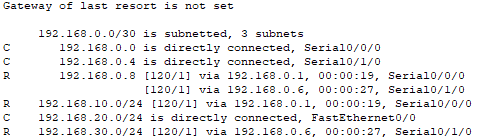 Gateway of last resort is not set
192.168.0.0/30 is subnetted, 3 subnets
C 192.168.0.0 is directly connected, Serial0/0/0
C 192.168.0.4 is directly connected, Serial0/1/0
R 192.168.0.8 [120/1] via 192.168.0.1, 00:00:19, Serial0/0/0
[120/1] via 192.168.0.6, 00:00:27, Serial0/1/0
R 192.168.10.0/24 [120/1] via 192.168.0.1, 00:00:19, Serial0/0/0
C 192.168.20.0/24 is directly connected, FastEthernet0/0
R 192.168.30.0/24 [120/1] via 192.168.0.6, 00:00:27, Serial0/1/0